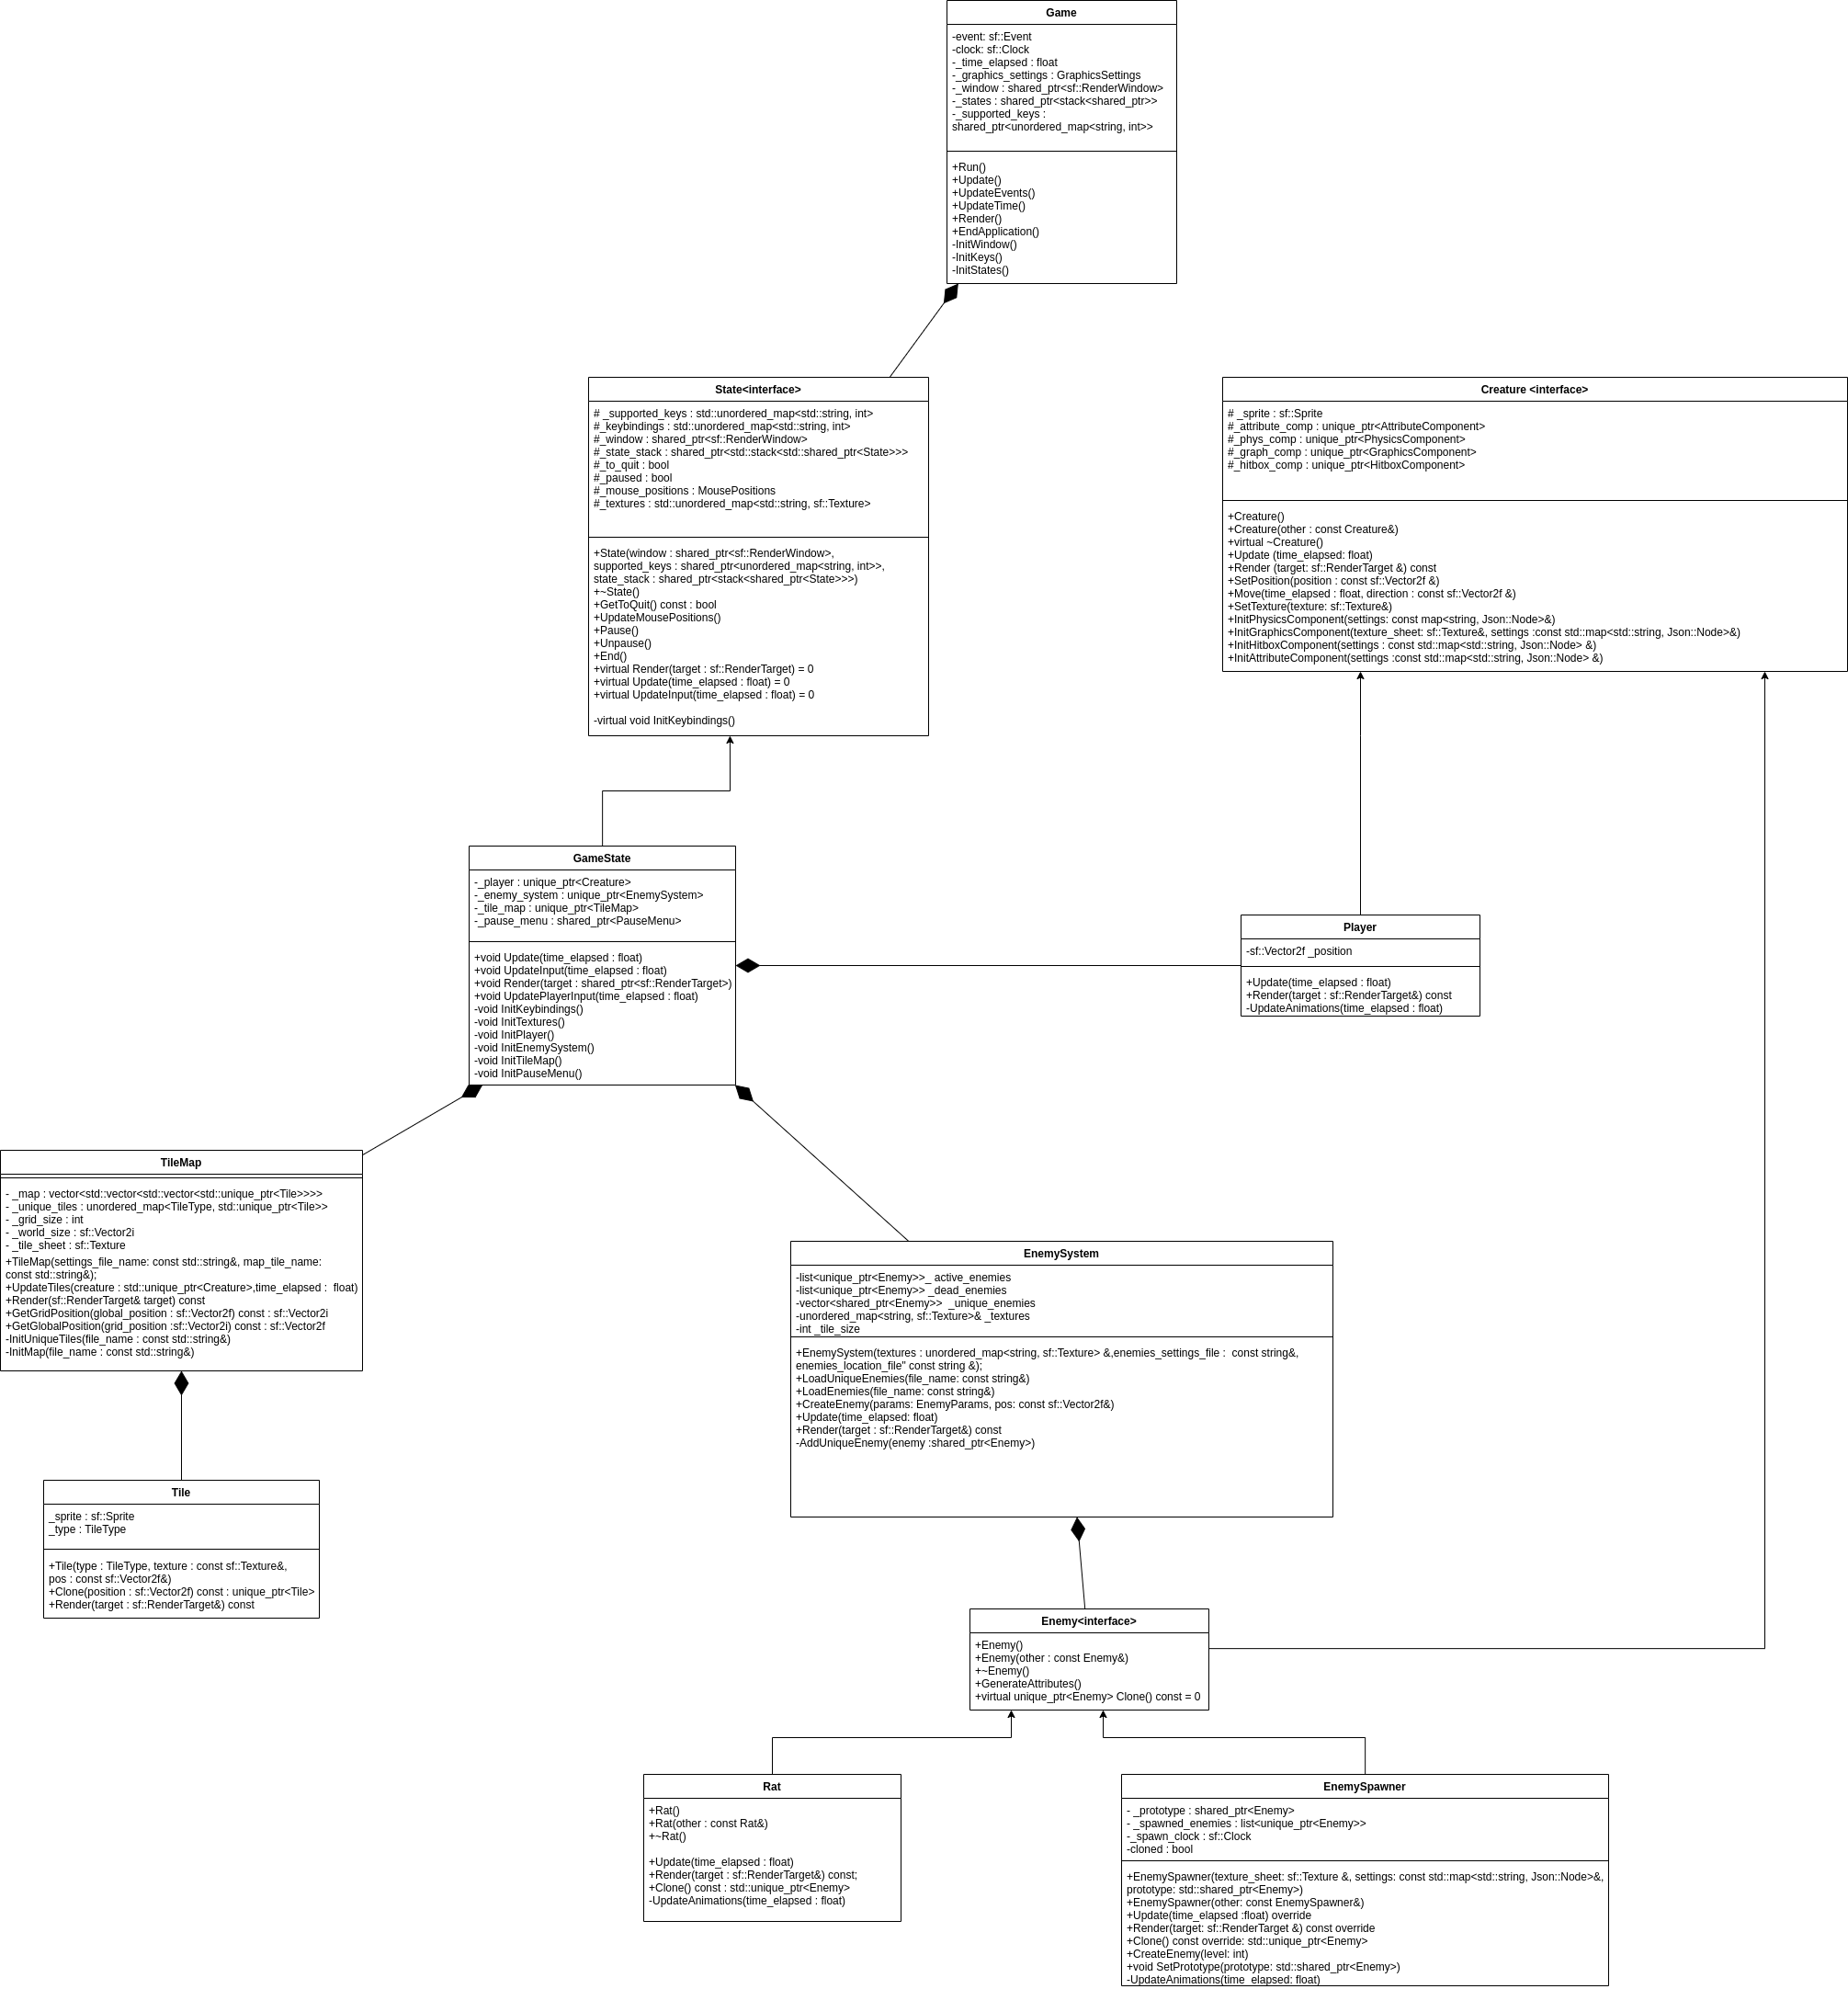 Game
-event: sf::Event
-clock: sf::Clock
-_time_elapsed : float
-_graphics_settings : GraphicsSettings
-_window : shared_ptr<sf::RenderWindow>
-_states : shared_ptr<stack<shared_ptr>>
-_supported_keys :
shared_ptr<unordered_map<string, int>>
+Run()
+Update()
+UpdateEvents()
+UpdateTime()
+Render()
+EndApplication()
-InitWindow()
-InitKeys()
-InitStates()
State<interface>
# _supported_keys : std::unordered_map<std::string, int>
#_keybindings : std::unordered_map<std::string, int>
#_window : shared_ptr<sf::RenderWindow>
#_state_stack : shared_ptr<std::stack<std::shared_ptr<State>>>
#_to_quit : bool
#_paused : bool
#_mouse_positions : MousePositions
#_textures : std::unordered_map<std::string, sf::Texture>
+State(window : shared_ptr<sf::RenderWindow>,
supported_keys : shared_ptr<unordered_map<string, int>>,
state_stack : shared_ptr<stack<shared_ptr<State>>>)
+~State()
+GetToQuit() const : bool
+UpdateMousePositions()
+Pause()
+Unpause()
+End()
+virtual Render(target : sf::RenderTarget) = 0
+virtual Update(time_elapsed : float) = 0
+virtual UpdateInput(time_elapsed : float) = 0
-virtual void InitKeybindings()
Creature <interface>
# _sprite : sf::Sprite
#_attribute_comp : unique_ptr<AttributeComponent>
#_phys_comp : unique_ptr<PhysicsComponent>
#_graph_comp : unique_ptr<GraphicsComponent>
#_hitbox_comp : unique_ptr<HitboxComponent>
+Creature()
+Creature(other : const Creature&)
+virtual ~Creature()
+Update (time_elapsed: float)
+Render (target: sf::RenderTarget &) const
+SetPosition(position : const sf::Vector2f &)
+Move(time_elapsed : float, direction : const sf::Vector2f &)
+SetTexture(texture: sf::Texture&)
+InitPhysicsComponent(settings: const map<string, Json::Node>&)
+InitGraphicsComponent(texture_sheet: sf::Texture&, settings :const std::map<std::string, Json::Node>&)
+InitHitboxComponent(settings : const std::map<std::string, Json::Node> &)
+InitAttributeComponent(settings :const std::map<std::string, Json::Node> &)
GameState
-_player : unique_ptr<Creature>
-_enemy_system : unique_ptr<EnemySystem>
-_tile_map : unique_ptr<TileMap>
-_pause_menu : shared_ptr<PauseMenu>
+void Update(time_elapsed : float)
+void UpdateInput(time_elapsed : float)
+void Render(target : shared_ptr<sf::RenderTarget>)
+void UpdatePlayerInput(time_elapsed : float)
-void InitKeybindings()
-void InitTextures()
-void InitPlayer()
-void InitEnemySystem()
-void InitTileMap()
-void InitPauseMenu()
Player
-sf::Vector2f _position
+Update(time_elapsed : float)
+Render(target : sf::RenderTarget&) const
-UpdateAnimations(time_elapsed : float)
TileMap
- _map : vector<std::vector<std::vector<std::unique_ptr<Tile>>>>
- _unique_tiles : unordered_map<TileType, std::unique_ptr<Tile>>
- _grid_size : int
- _world_size : sf::Vector2i
- _tile_sheet : sf::Texture
+TileMap(settings_file_name: const std::string&, map_tile_name:
const std::string&);
+UpdateTiles(creature : std::unique_ptr<Creature>,time_elapsed :  float)
+Render(sf::RenderTarget& target) const
+GetGridPosition(global_position : sf::Vector2f) const : sf::Vector2i
+GetGlobalPosition(grid_position :sf::Vector2i) const : sf::Vector2f
-InitUniqueTiles(file_name : const std::string&)
-InitMap(file_name : const std::string&)
EnemySystem
-list<unique_ptr<Enemy>>_ active_enemies
-list<unique_ptr<Enemy>> _dead_enemies
-vector<shared_ptr<Enemy>>  _unique_enemies
-unordered_map<string, sf::Texture>& _textures
-int _tile_size
+EnemySystem(textures : unordered_map<string, sf::Texture> &,enemies_settings_file :  const string&,
enemies_location_file" const string &);
+LoadUniqueEnemies(file_name: const string&)
+LoadEnemies(file_name: const string&)
+CreateEnemy(params: EnemyParams, pos: const sf::Vector2f&)
+Update(time_elapsed: float)
+Render(target : sf::RenderTarget&) const
-AddUniqueEnemy(enemy :shared_ptr<Enemy>)
Tile
_sprite : sf::Sprite
_type : TileType
+Tile(type : TileType, texture : const sf::Texture&,
pos : const sf::Vector2f&)
+Clone(position : sf::Vector2f) const : unique_ptr<Tile>
+Render(target : sf::RenderTarget&) const
Enemy<interface>
+Enemy()
+Enemy(other : const Enemy&)
+~Enemy()
+GenerateAttributes()
+virtual unique_ptr<Enemy> Clone() const = 0
Rat
+Rat()
+Rat(other : const Rat&)
+~Rat()
+Update(time_elapsed : float)
+Render(target : sf::RenderTarget&) const;
+Clone() const : std::unique_ptr<Enemy>
-UpdateAnimations(time_elapsed : float)
EnemySpawner
- _prototype : shared_ptr<Enemy>
- _spawned_enemies : list<unique_ptr<Enemy>>
-_spawn_clock : sf::Clock
-cloned : bool
+EnemySpawner(texture_sheet: sf::Texture &, settings: const std::map<std::string, Json::Node>&,
prototype: std::shared_ptr<Enemy>)
+EnemySpawner(other: const EnemySpawner&)
+Update(time_elapsed :float) override
+Render(target: sf::RenderTarget &) const override
+Clone() const override: std::unique_ptr<Enemy>
+CreateEnemy(level: int)
+void SetPrototype(prototype: std::shared_ptr<Enemy>)
-UpdateAnimations(time_elapsed: float)